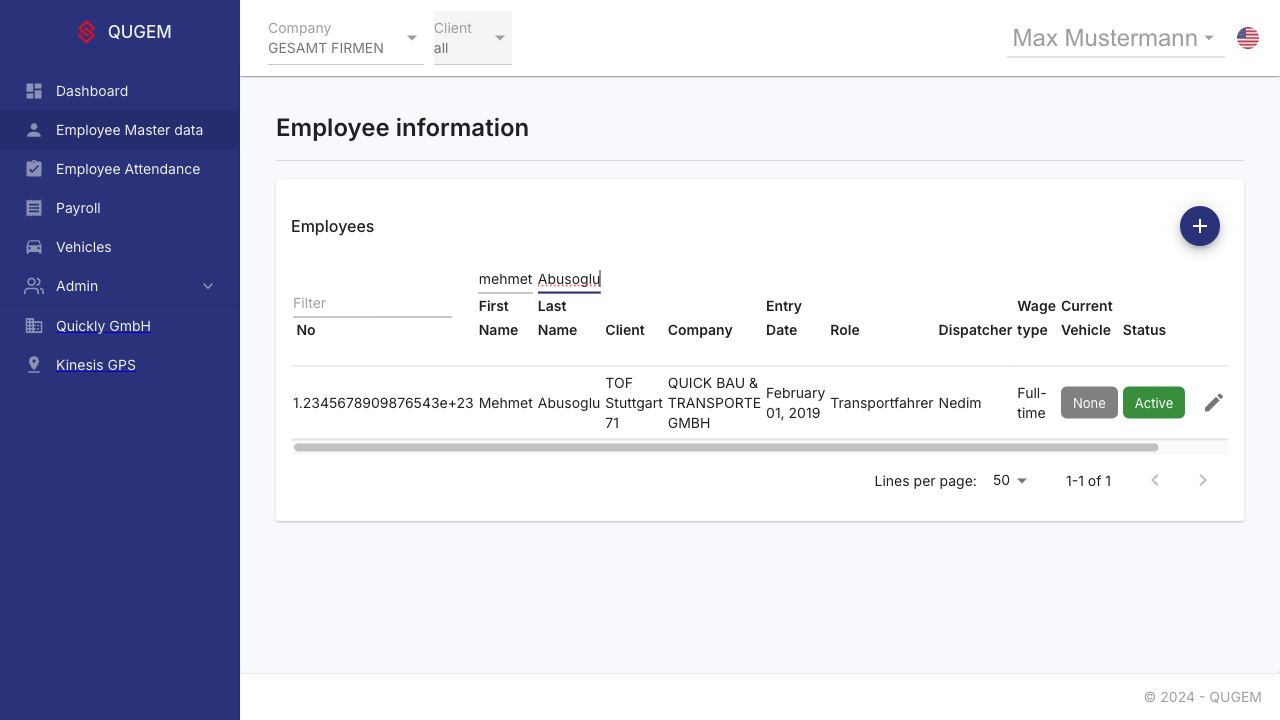 QUGEM
Dashboard
Employee Master data
Employee Attendance
Payroll
Vehicles
Admin
Quickly GmbH
Kinesis GPS
Company
GESAMT FIRMEN
Client
all
Max Mustermann
Employee information
Employees
Filter
mehmet
Abusoglu
No
First
Name
Last
Name
Client
Company
Entry
Date
Role
Dispatcher
Wage
type
Current
Vehicle
Status
1.2345678909876543e+23
Mehmet
Abusoglu
TOF
Stuttgart
71
QUICK BAU &
TRANSPORTE
GMBH
February
01, 2019
Transportfahrer
Nedim
Full-
time
None
Active
Lines per page:
50
1-1 of 1
© 2024 - QUGEM